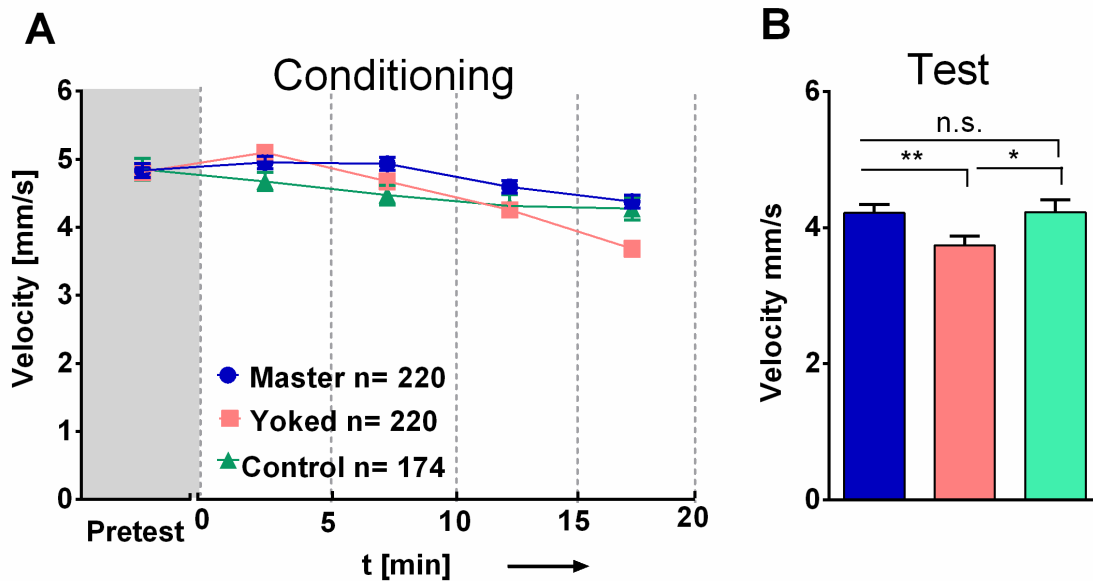 A
Conditioning
Velocity [mm/s]
6
5
4
3
2
1
0
Master n= 220
Yoked n= 220
Control n= 174
Pretest
0
5
10
15
20
t [min]
B
Test
Velocity mm/s
6
4
2
0
n.s.
**
*